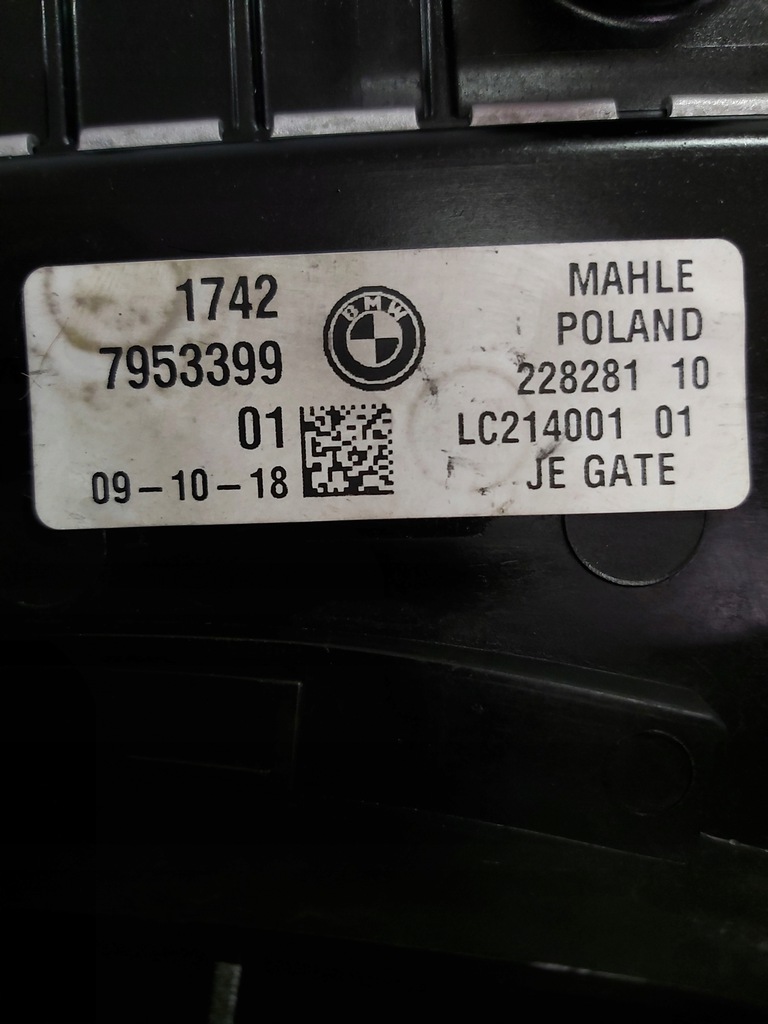 1742
7953399
01
09-10-18
BMW
MAHLE
POLAND
228281 10
LC214001 01
JE GATE